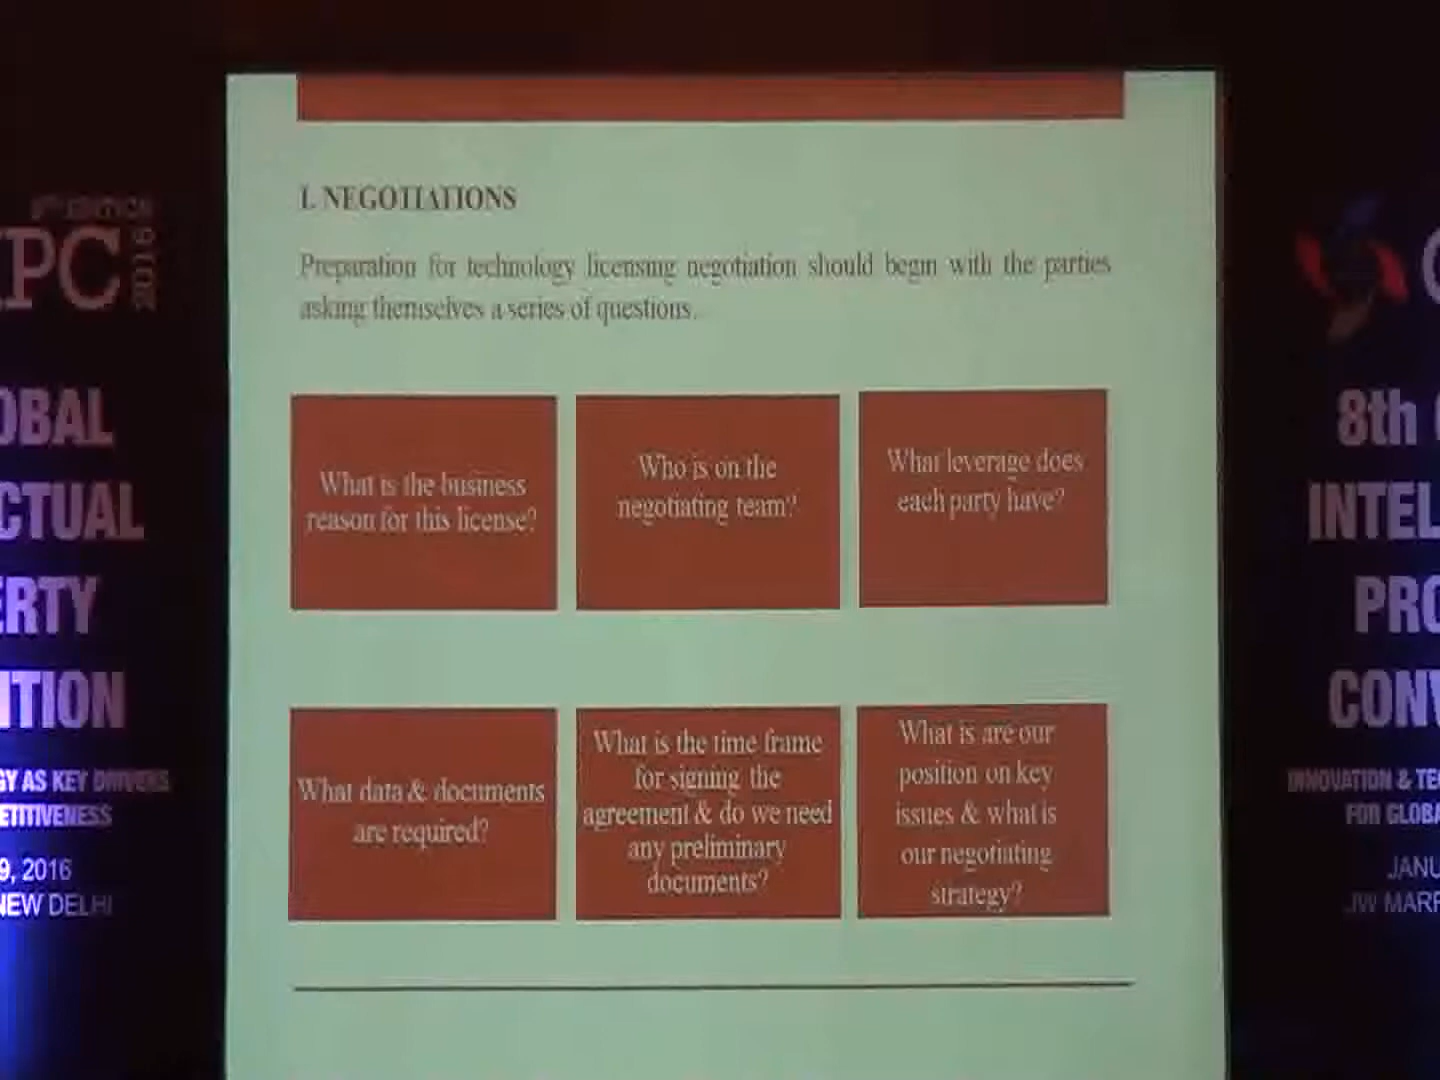 I. NEGOTIATIONS
Preparation for technology licensing negotiation should begin with the parties
asking themselves a series of questions.
What is the business
reason for this license?
Who is on the
negotiating team?
What leverage does
each party have?
What data & documents
are required?
What is the time frame
for signing the
agreement & do we need
any preliminary
documents?
What is are our
position on key
issues & what is
our negotiating
strategy?
EDITION
IPC
2016
OBAL
CTUAL
ERTY
NTION
GY AS KEY DRIVERS
ETITIVENESS
9, 2016
NEW DELHI
8th
INTEL
PRO
CONV
INNOVATION & TE
FOR GLOBA
JANU
JW MARR